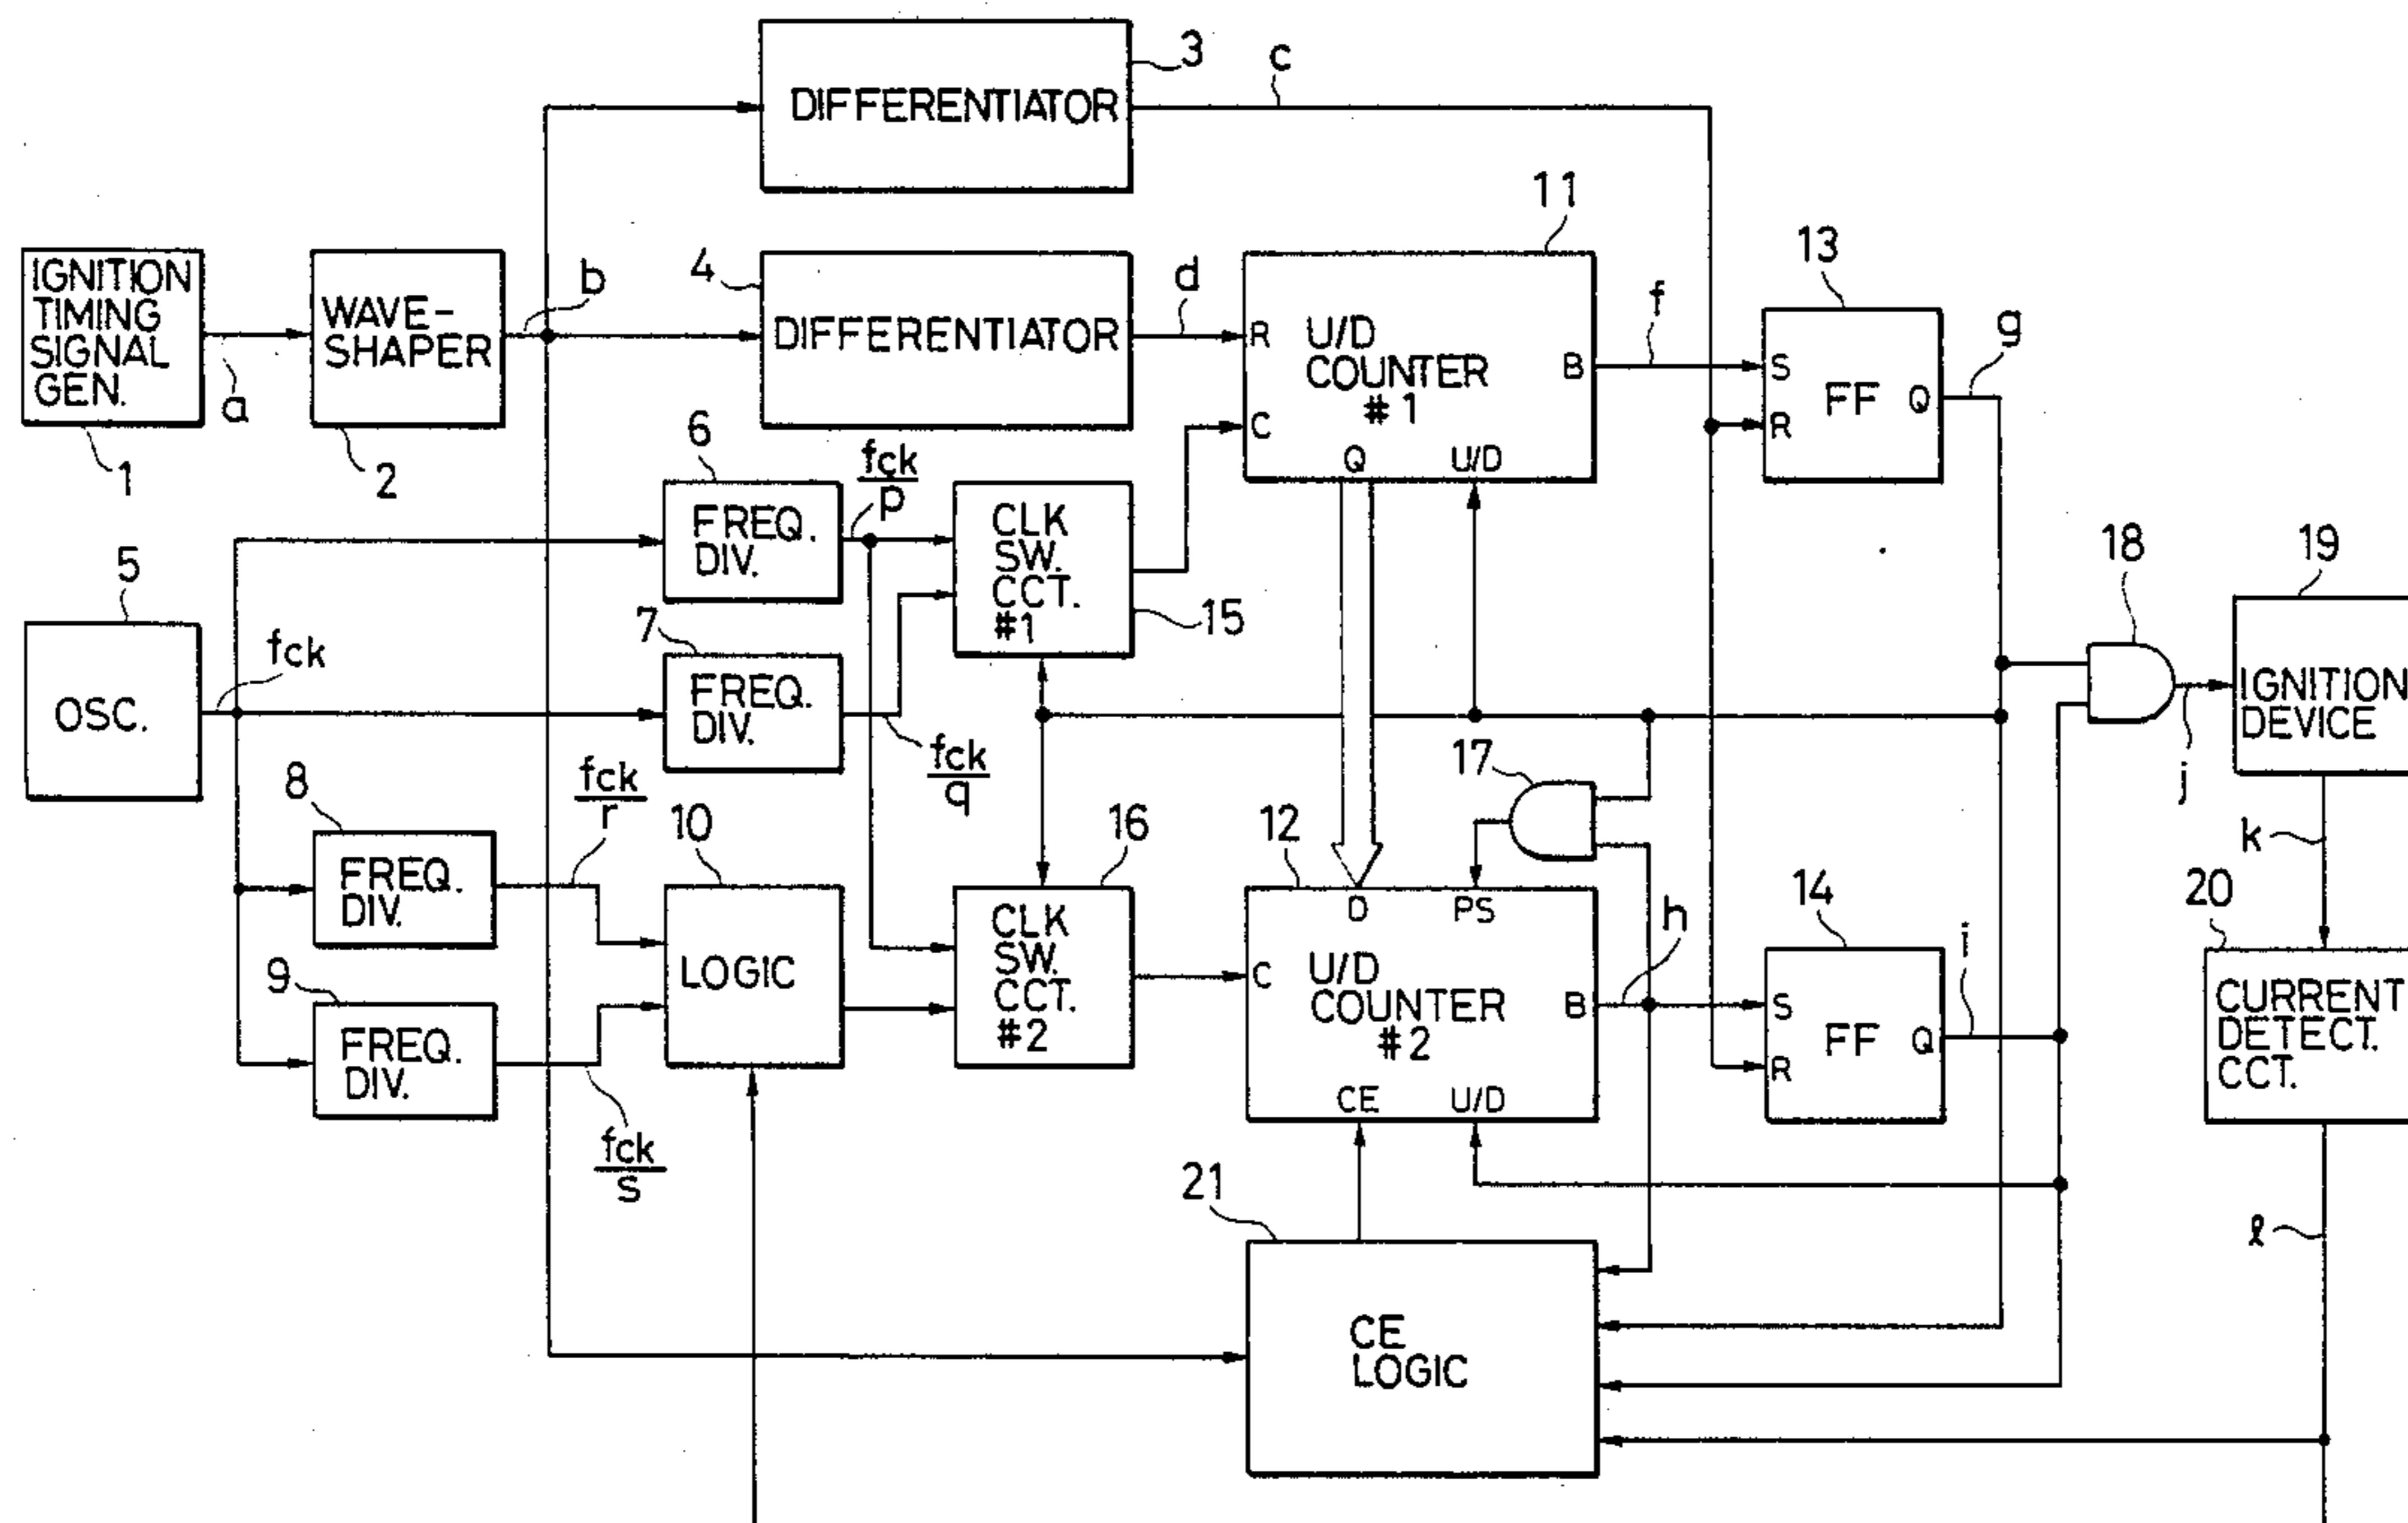 3
c
DIFFERENTIATOR
IGNITION
TIMING
SIGNAL
GEN.
1
a
WAVE-
SHAPER
2
b
4
DIFFERENTIATOR
d
11
R
U/D
COUNTER
#1
B
C
Q
U/D
f
13
S
FF
Q
R
g
5
OSC.
fck
6
FREQ.
DIV.
fck
p
7
FREQ.
DIV.
fck
q
CLK
SW.
CCT.
#1
15
18
j
19
IGNITION
DEVICE
k
8
FREQ.
DIV.
fck
r
9
FREQ.
DIV.
fck
s
10
LOGIC
16
CLK
SW.
CCT.
#2
17
12
D
PS
C
U/D
COUNTER
#2
B
CE
U/D
h
14
S
FF
Q
R
i
20
CURRENT
DETECT.
CCT.
ℓ
21
CE
LOGIC